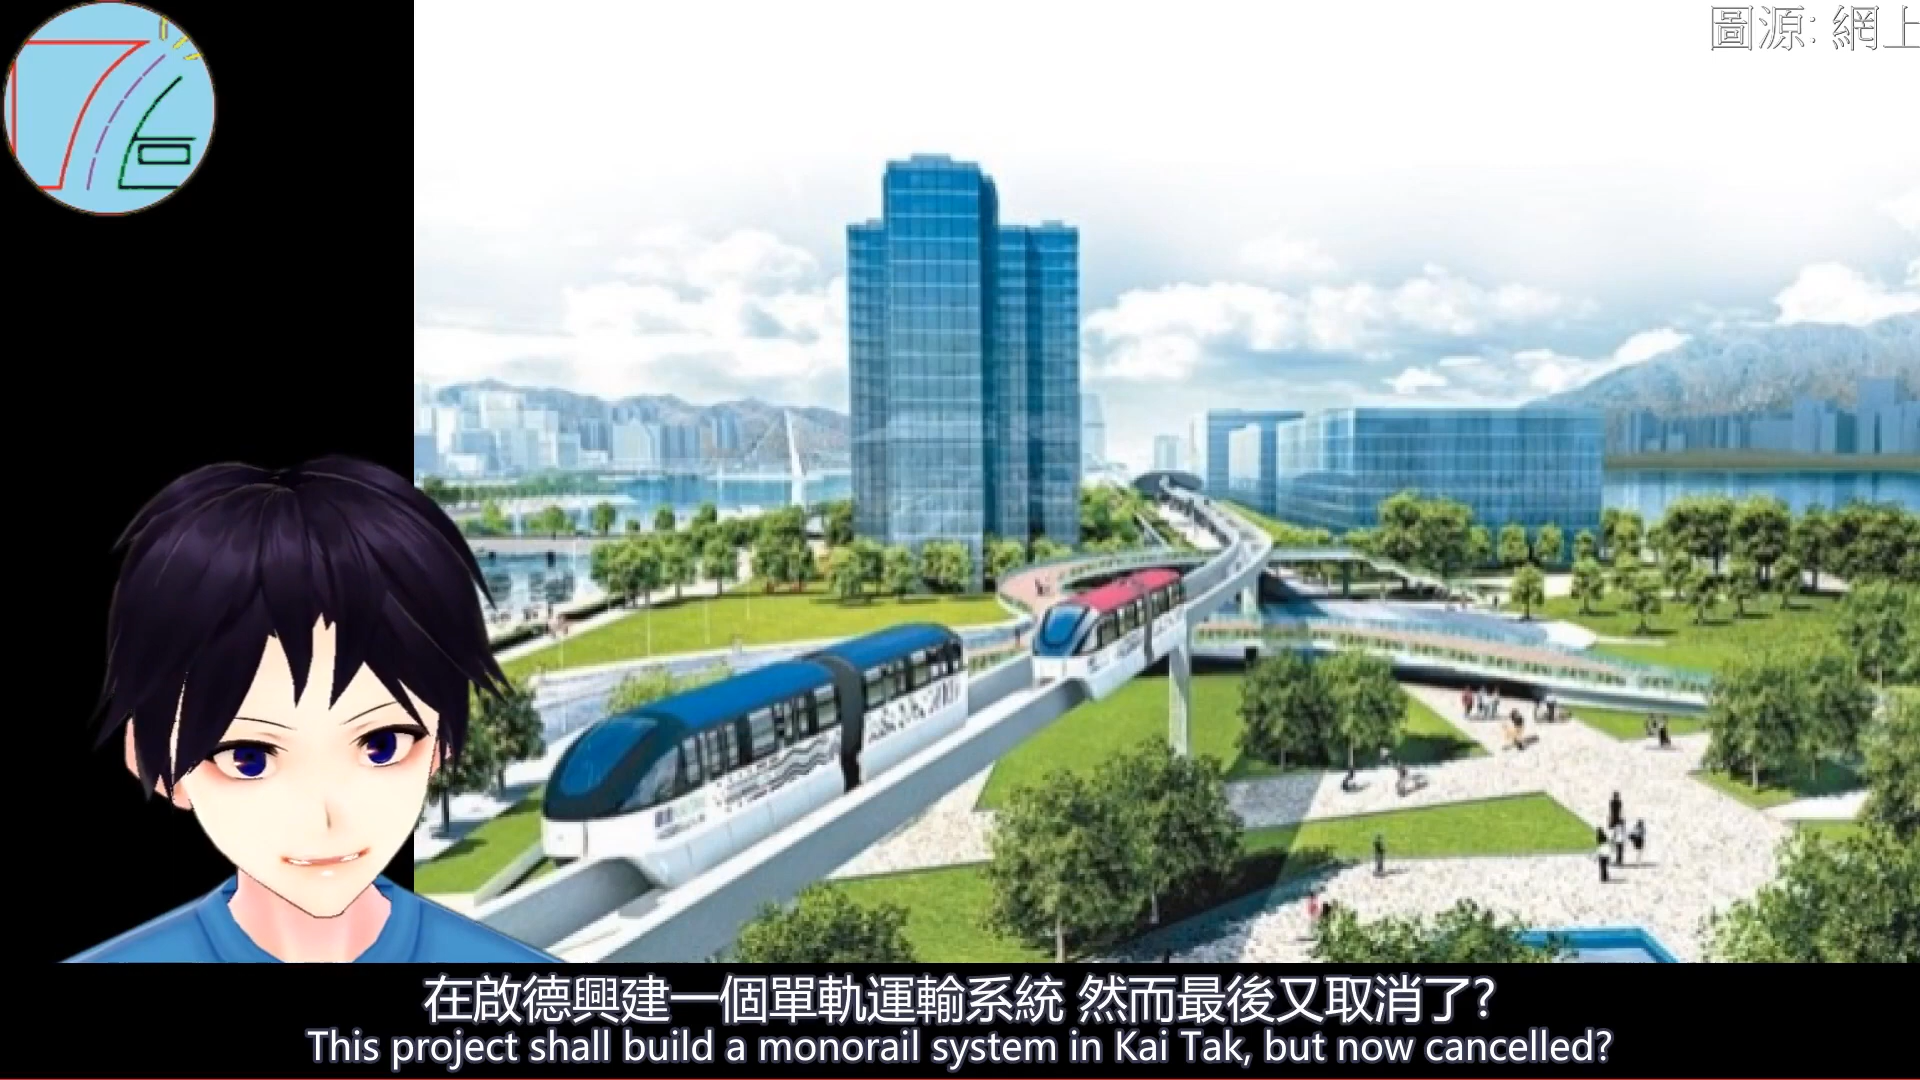 圖源: 網上
76
在啟德興建一個單軌運輸系統 然而最後又取消了?
This project shall build a monorail system in Kai Tak, but now cancelled?